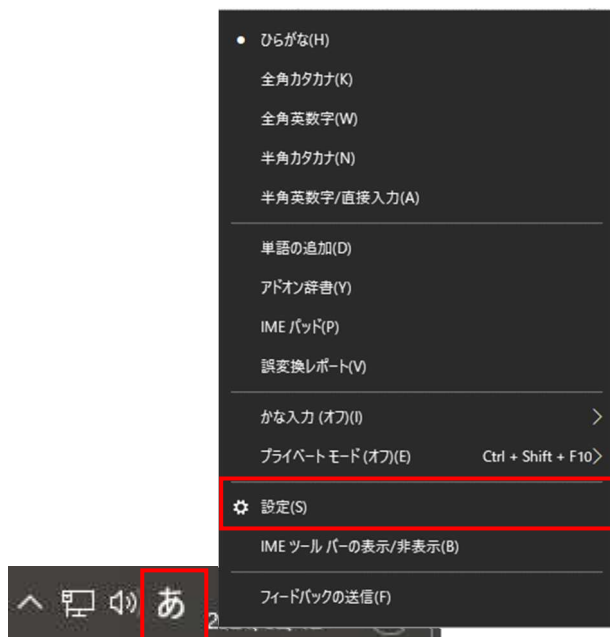 ひらがな(H)
全角カタカナ(K)
全角英数字(W)
半角カタカナ(N)
半角英数字/直接入力(A)
単語の追加(D)
アドオン辞書(Y)
IME パッド(P)
誤変換レポート(V)
かな入力 (オフ)(I)
プライベート モード (オフ)(E) Ctrl + Shift + F10
設定(S)
IME ツール バーの表示/非表示(B)
フィードバックの送信(F)
あ